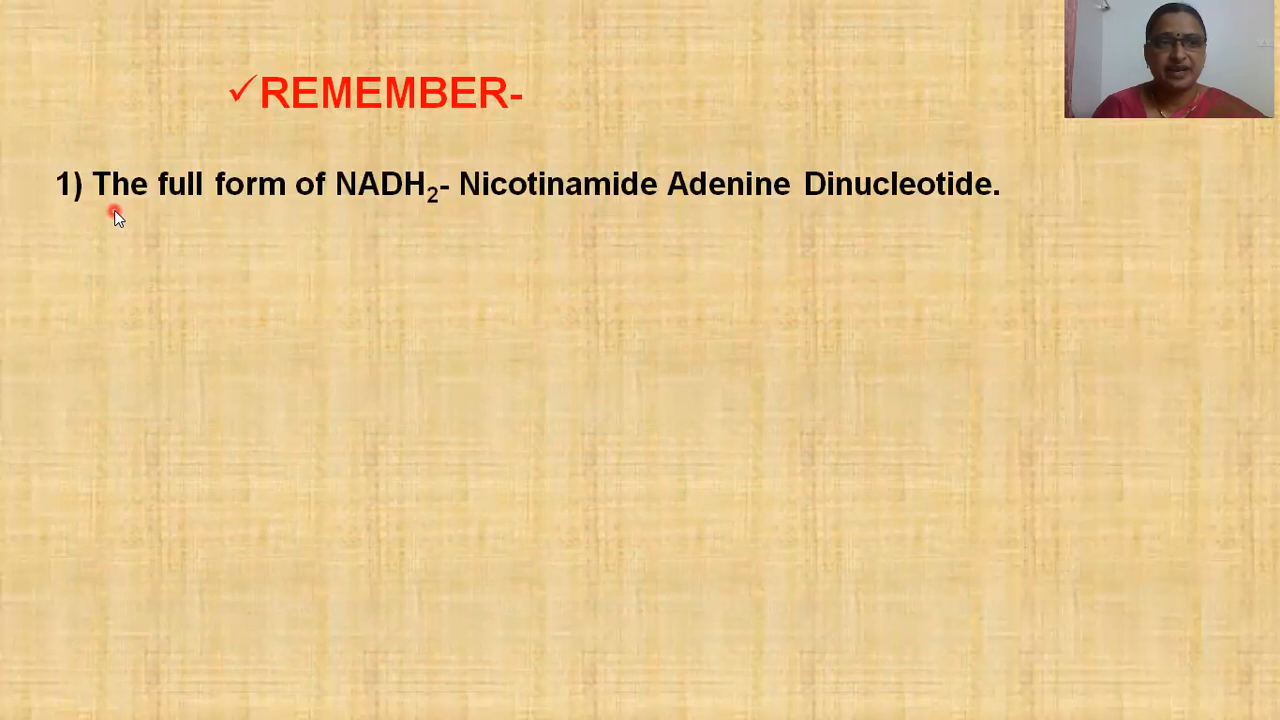 ✓REMEMBER-
1) The full form of NADH₂- Nicotinamide Adenine Dinucleotide.